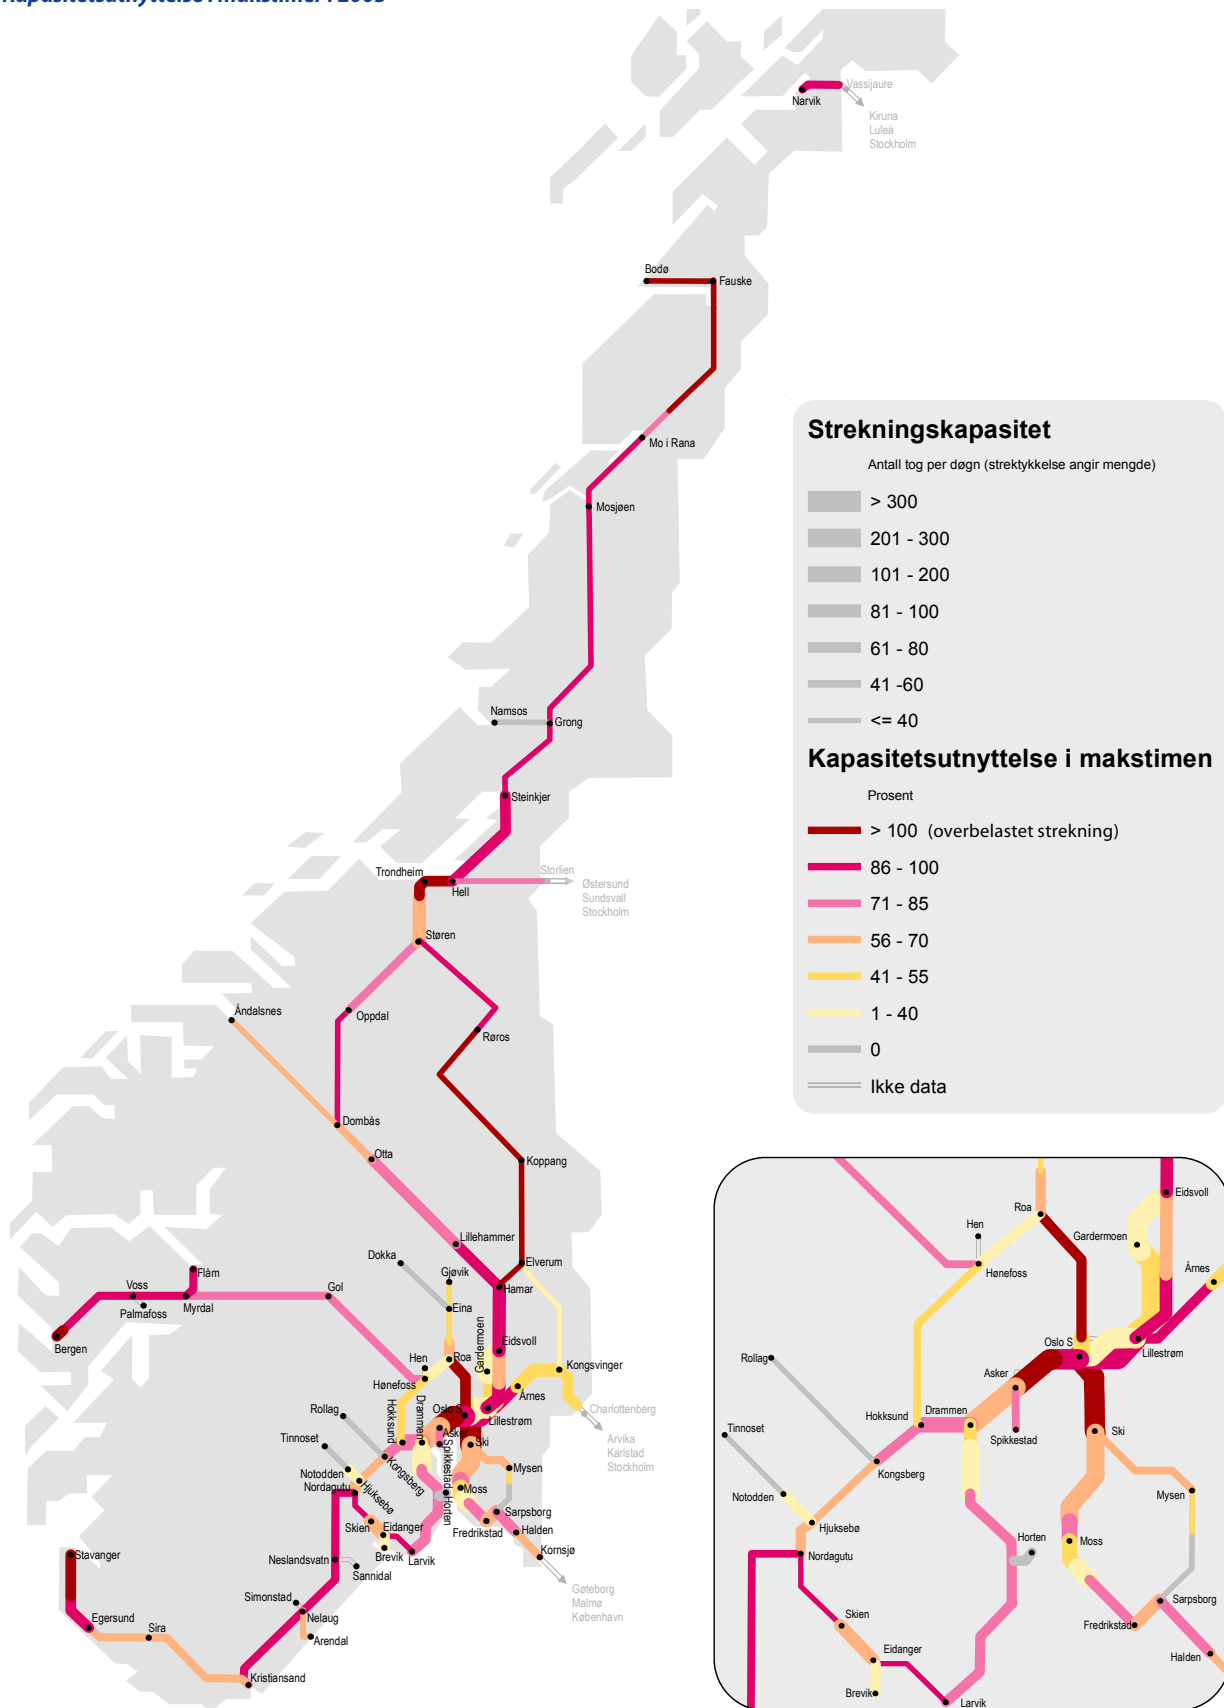 Kapasitetsutnyttelse i makstimer i 2005
Vassijaure
Narvik
Kiruna
Luleå
Stockholm
Bodø
Fauske
Mo i Rana
Mosjøen
Namsos
Grong
Steinkjer
Trondheim
Hell
Storlien
Østersund
Sundsvall
Stockholm
Støren
Åndalsnes
Oppdal
Røros
Dombås
Otta
Koppang
Lillehammer
Dokka
Elverum
Gjøvik
Flåm
Voss
Gol
Hamar
Palmafoss
Myrdal
Eina
Bergen
Eidsvoll
Gardermoen
Roa
Hen
Kongsvinger
Hønefoss
Årnes
Rollag
Hokksund
Drammen
Oslo S
Lillestrøm
Charlottenberg
Asker
Arvika
Karlstad
Stockholm
Tinnoset
Ski
Spikkestad
Kongsberg
Notodden
Hjuksebø
Mysen
Nordagutu
Moss
Horten
Sarpsborg
Skien
Eidanger
Fredrikstad
Halden
Brevik
Larvik
Kornsjø
Stavanger
Neslandsvatn
Sannidal
Simonstad
Gøteborg
Malmø
København
Egersund
Sira
Nelaug
Arendal
Kristiansand
Strekningskapasitet
Antall tog per døgn (strektykkelse angir mengde)
> 300
201 - 300
101 - 200
81 - 100
61 - 80
41 -60
<= 40
Kapasitetsutnyttelse i makstimen
Prosent
> 100 (overbelastet strekning)
86 - 100
71 - 85
56 - 70
41 - 55
1 - 40
0
Ikke data
Eidsvoll
Roa
Hen
Gardermoen
Hønefoss
Årnes
Oslo S
Lillestrøm
Rollag
Asker
Hokksund
Drammen
Tinnoset
Spikkestad
Ski
Kongsberg
Notodden
Mysen
Hjuksebø
Horten
Moss
Nordagutu
Sarpsborg
Skien
Fredrikstad
Eidanger
Halden
Brevik
Larvik